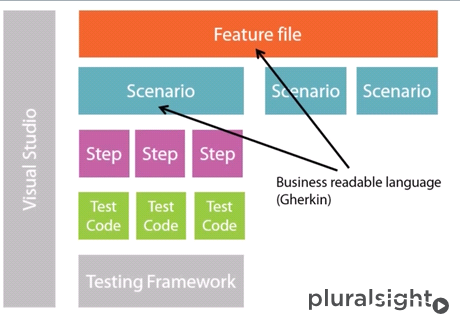 Visual Studio
Feature file
Scenario
Scenario
Scenario
Step
Step
Step
Business readable language
(Gherkin)
Test
Code
Test
Code
Test
Code
Testing Framework
pluralsight